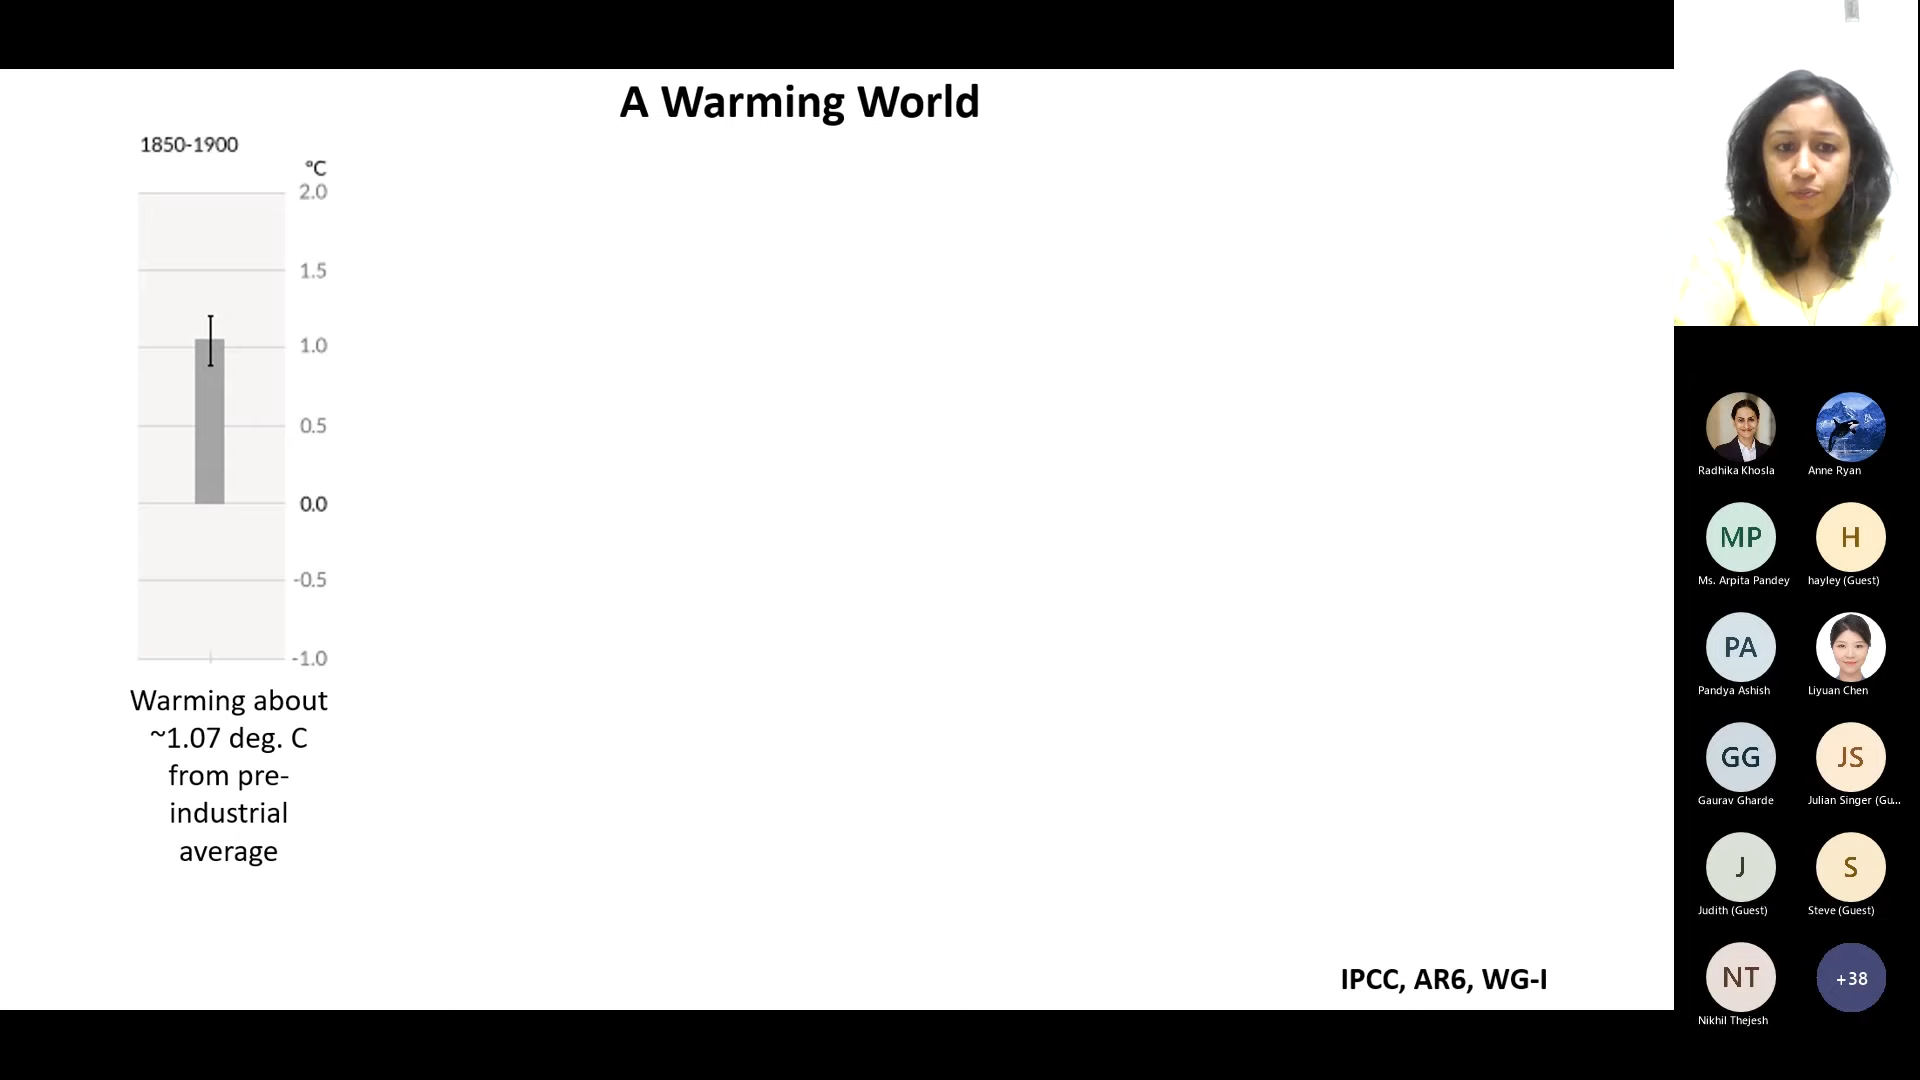 A Warming World
1850-1900
°C
2.0
1.5
1.0
0.5
0.0
-0.5
-1.0
Warming about
~1.07 deg. C
from pre-
industrial
average
IPCC, AR6, WG-I
Radhika Khosla
Anne Ryan
MP
Ms. Arpita Pandey
H
hayley (Guest)
PA
Pandya Ashish
Liyuan Chen
GG
Gaurav Gharde
JS
Julian Singer (Gu...
J
Judith (Guest)
S
Steve (Guest)
NT
Nikhil Thejesh
+38